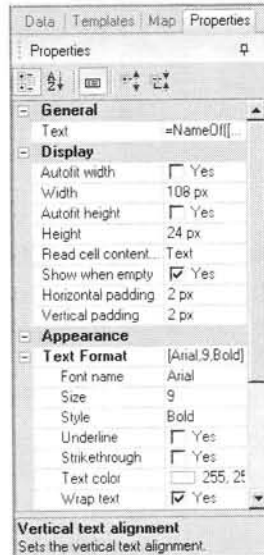 Data Templates Map Properties
Properties
General
Text =NameOf([...
Display
Autofit width Yes
Width 108 px
Autofit height Yes
Height 24 px
Read cell content... Text
Show when empty Yes
Horizontal padding 2 px
Vertical padding 2 px
Appearance
Text Format [Arial,9,Bold]
Font name Arial
Size 9
Style Bold
Underline Yes
Strikethrough Yes
Text color 255, 25
Wrap text Yes
Vertical text alignment
Sets the vertical text alignment.